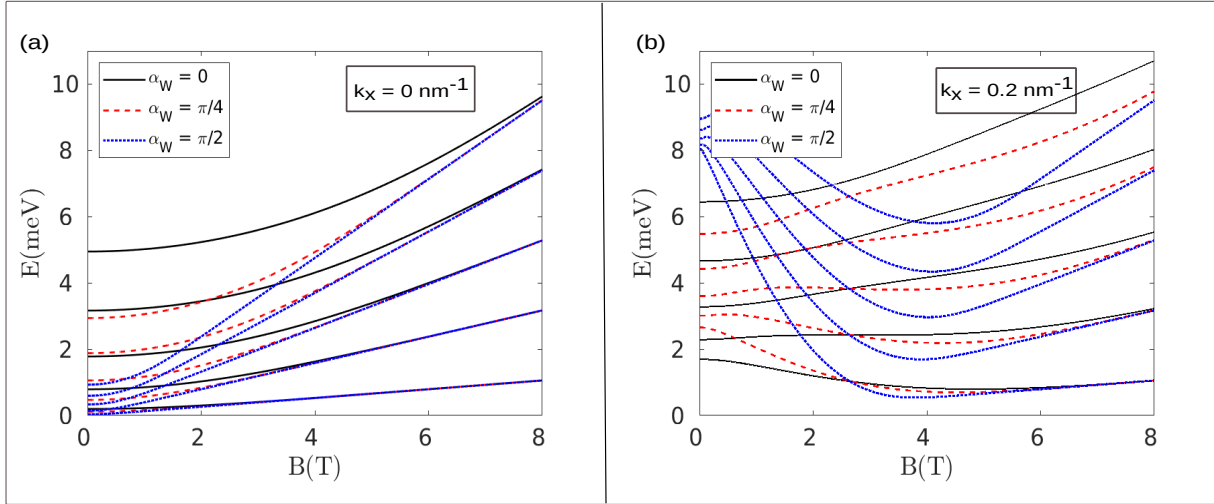 (a)
10
8
6
4
2
0
E(meV)
α_W = 0
α_W = π/4
α_W = π/2
k_x = 0 nm⁻¹
0 2 4 6 8
B(T)
(b)
10
8
6
4
2
0
E(meV)
α_W = 0
α_W = π/4
α_W = π/2
k_x = 0.2 nm⁻¹
0 2 4 6 8
B(T)